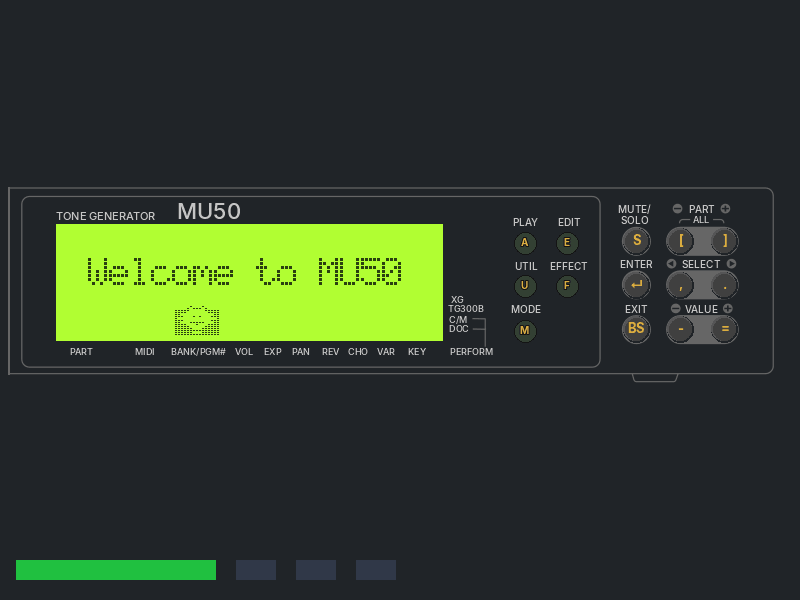 TONE GENERATOR MU50
Welcome to MU50
PART MIDI BANK/PGM# VOL EXP PAN REV CHO VAR KEY PERFORM
XG
TG300B
C/M
DOC
PLAY EDIT
A E
UTIL EFFECT
U F
MODE
M
MUTE/
SOLO
PART
ALL
S [ ]
ENTER SELECT
, .
EXIT VALUE
BS - =